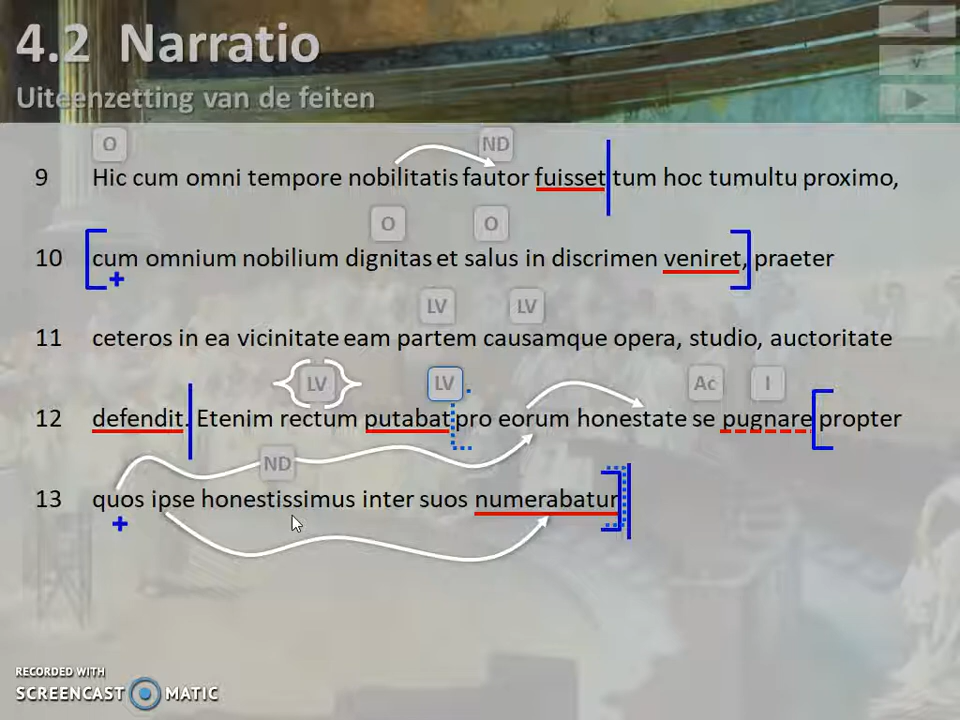 4.2 Narratio
Uiteenzetting van de feiten
v
O ND
9 Hic cum omni tempore nobilitatis fautor fuisset tum hoc tumultu proximo,
O O
10 cum omnium nobilium dignitas et salus in discrimen veniret, praeter
+
LV LV
11 ceteros in ea vicinitate eam partem causamque opera, studio, auctoritate
LV LV Ac I
12 defendit. Etenim rectum putabat pro eorum honestate se pugnare propter
ND
13 quos ipse honestissimus inter suos numerabatur
+
RECORDED WITH
SCREENCAST MATIC